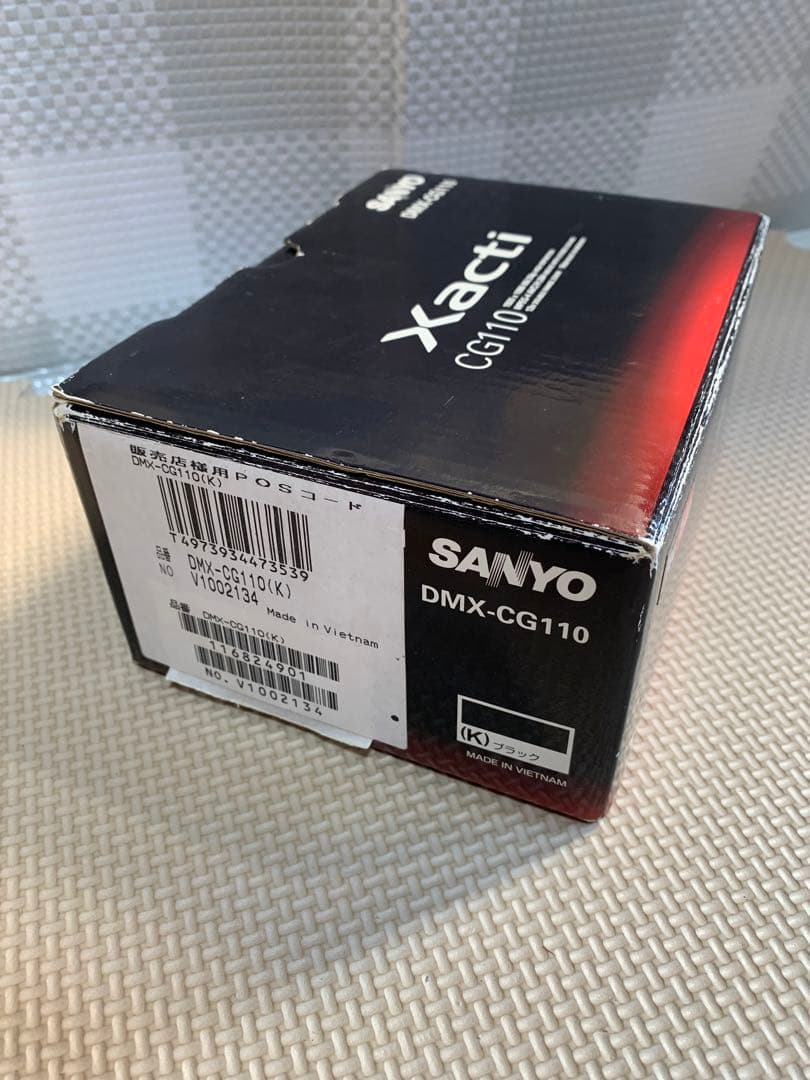 SANYO
DMX-CG110
Xacti
CG110
販売店様用POSコード
DMX-CG110(K)
T4973934473539
品番 DMX-CG110(K)
NO V1002134
Made in Vietnam
品番 DMX-CG110(K)
116824901
NO. V1002134
SANYO
DMX-CG110
(K) ブラック
MADE IN VIETNAM